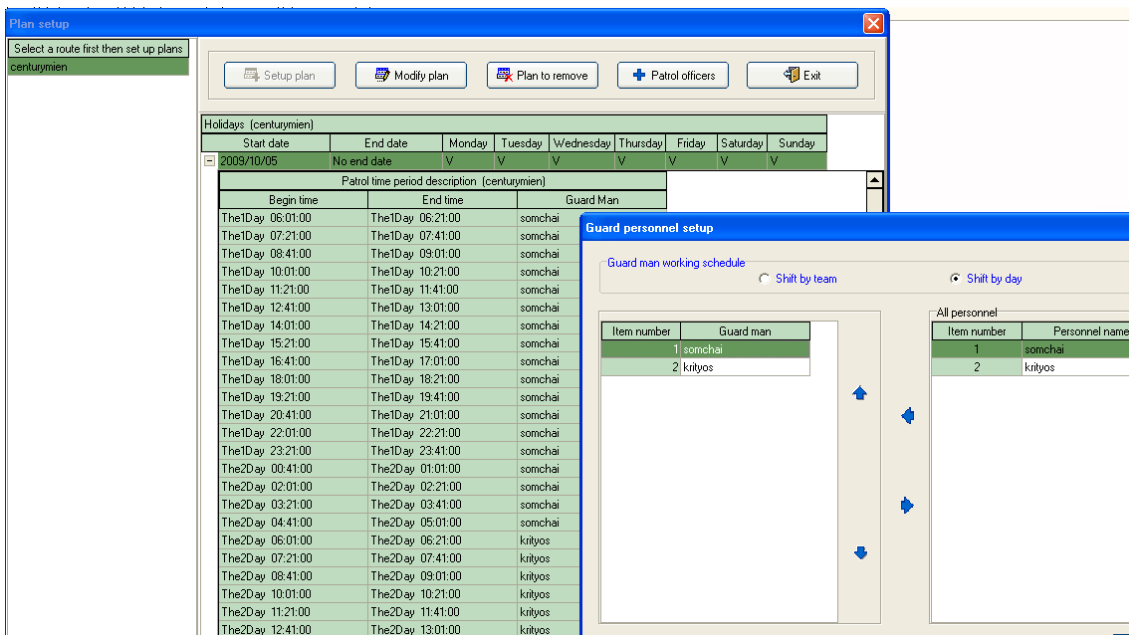 Plan setup
Select a route first then set up plans
centurymien
Setup plan Modify plan Plan to remove Patrol officers Exit
Holidays (centurymien)
Start date End date Monday Tuesday Wednesday Thursday Friday Saturday Sunday
2009/10/05 No end date V V V V V V V
Patrol time period description (centurymien)
Begin time End time Guard Man
The1Day 06:01:00 The1Day 06:21:00 somchai
The1Day 07:21:00 The1Day 07:41:00 somchai
The1Day 08:41:00 The1Day 09:01:00 somchai
The1Day 10:01:00 The1Day 10:21:00 somchai
The1Day 11:21:00 The1Day 11:41:00 somchai
The1Day 12:41:00 The1Day 13:01:00 somchai
The1Day 14:01:00 The1Day 14:21:00 somchai
The1Day 15:21:00 The1Day 15:41:00 somchai
The1Day 16:41:00 The1Day 17:01:00 somchai
The1Day 18:01:00 The1Day 18:21:00 somchai
The1Day 19:21:00 The1Day 19:41:00 somchai
The1Day 20:41:00 The1Day 21:01:00 somchai
The1Day 22:01:00 The1Day 22:21:00 somchai
The1Day 23:21:00 The1Day 23:41:00 somchai
The2Day 00:41:00 The2Day 01:01:00 somchai
The2Day 02:01:00 The2Day 02:21:00 somchai
The2Day 03:21:00 The2Day 03:41:00 somchai
The2Day 04:41:00 The2Day 05:01:00 somchai
The2Day 06:01:00 The2Day 06:21:00 krityos
The2Day 07:21:00 The2Day 07:41:00 krityos
The2Day 08:41:00 The2Day 09:01:00 krityos
The2Day 10:01:00 The2Day 10:21:00 krityos
The2Day 11:21:00 The2Day 11:41:00 krityos
The2Day 12:41:00 The2Day 13:01:00 krityos
Guard personnel setup
Guard man working schedule
Shift by team Shift by day
Item number Guard man
1 somchai
2 krityos
All personnel
Item number Personnel name
1 somchai
2 krityos